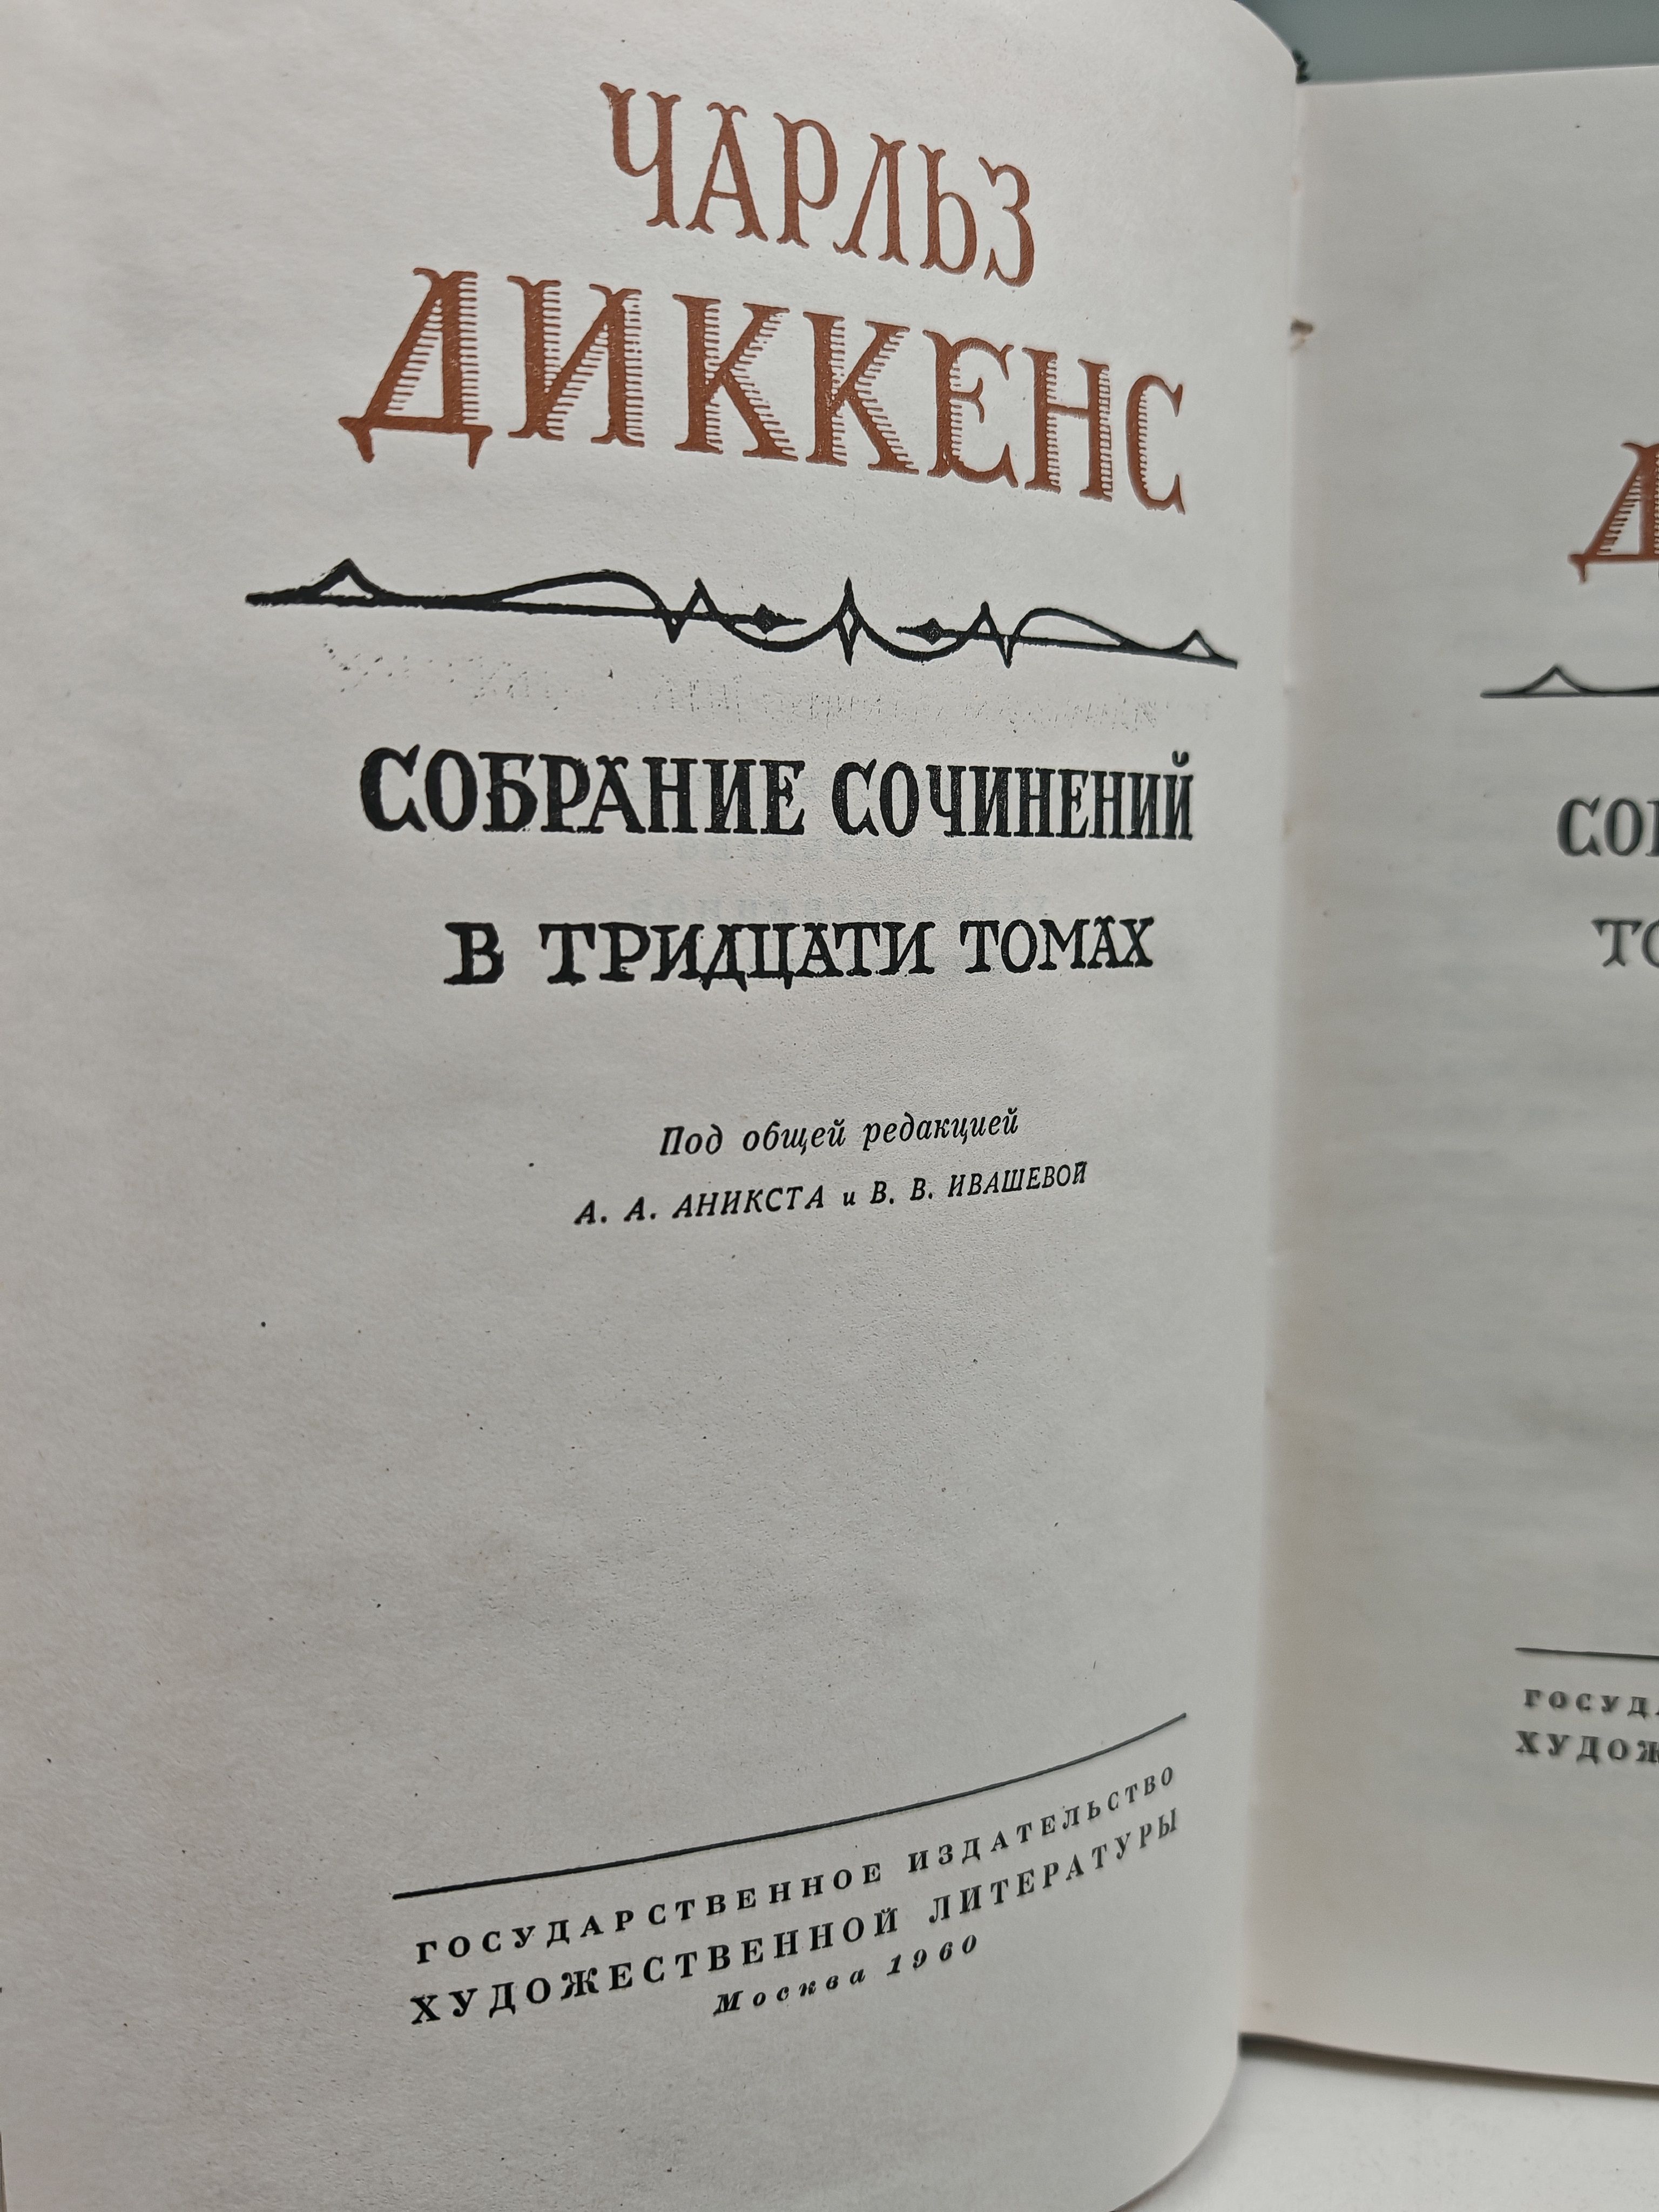 ЧАРЛЬЗ
ДИККЕНС
СОБРАНИЕ СОЧИНЕНИЙ
В ТРИДЦАТИ ТОМАХ
Под общей редакцией
А. А. АНИКСТА и В. В. ИВАШЕВОЙ
ГОСУДАРСТВЕННОЕ ИЗДАТЕЛЬСТВО
ХУДОЖЕСТВЕННОЙ ЛИТЕРАТУРЫ
Москва 1960